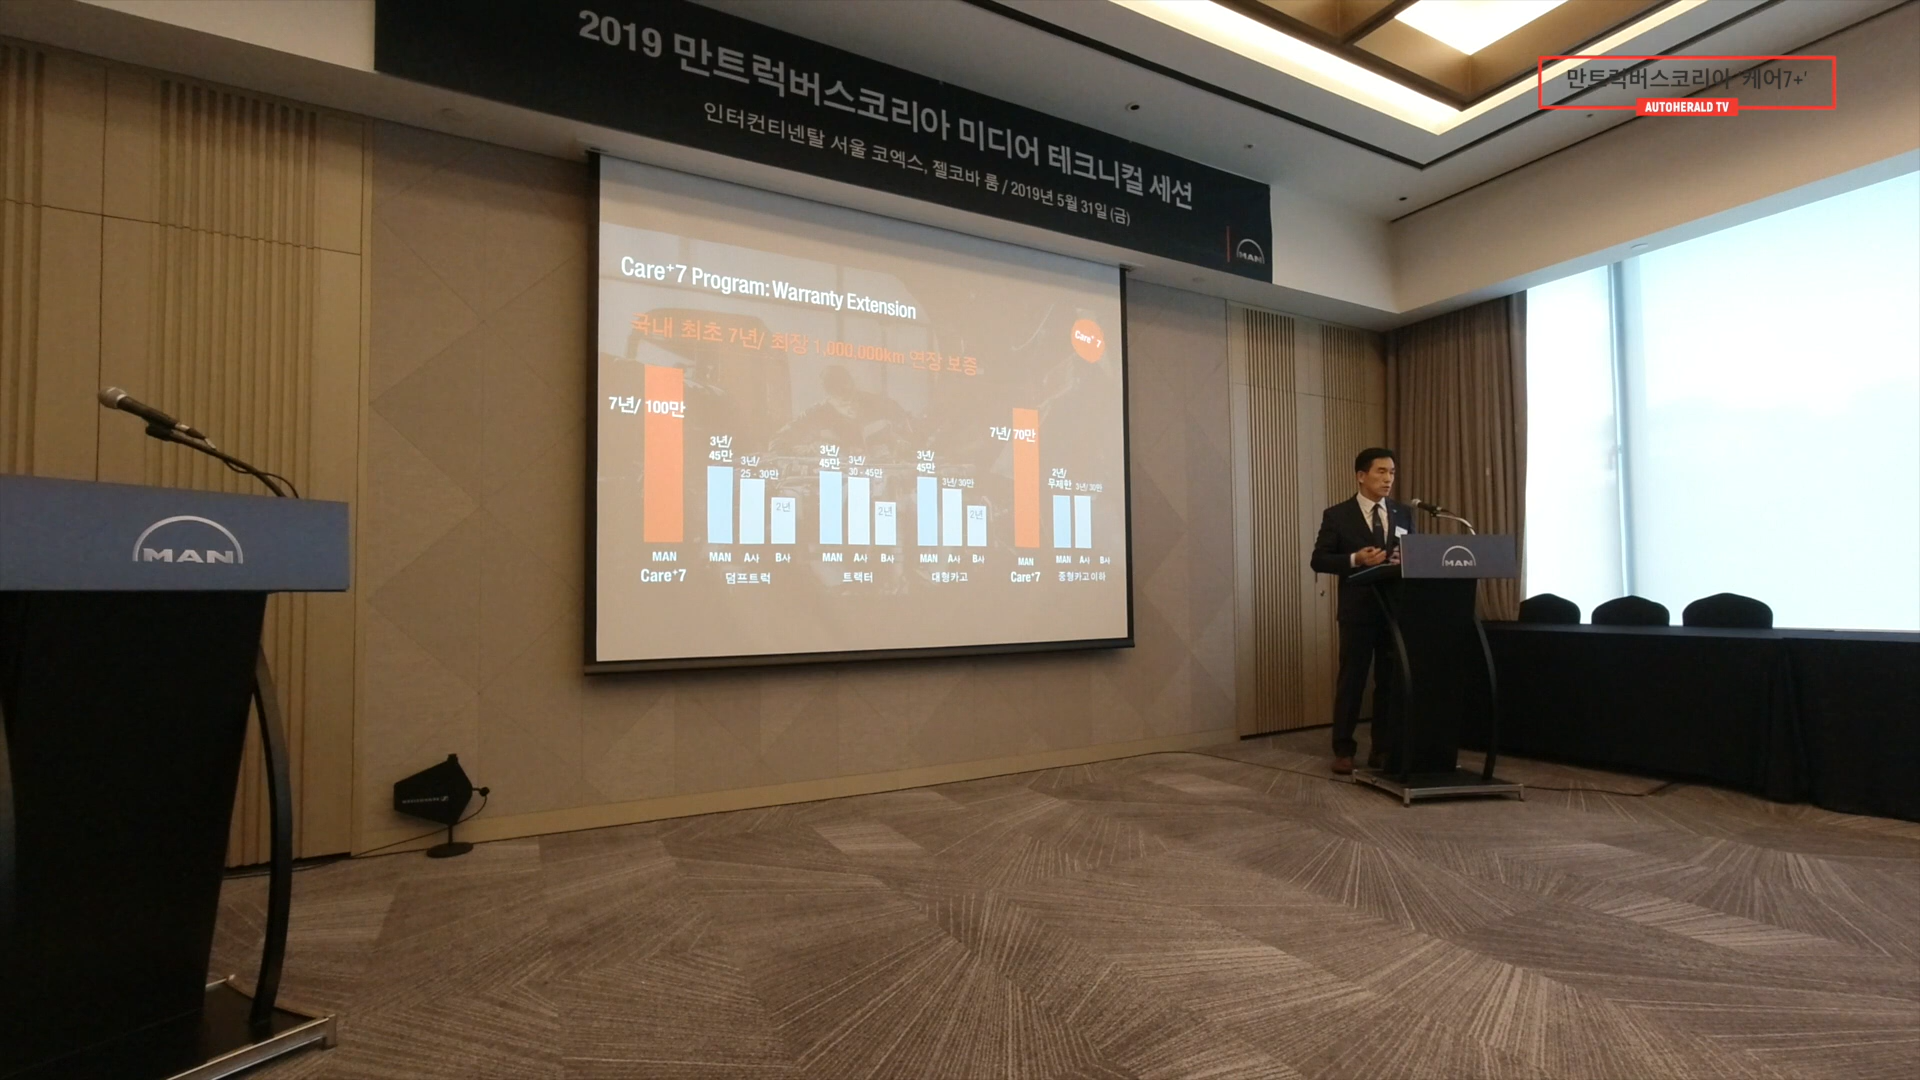 2019 만트럭버스코리아 미디어 테크니컬 세션
인터컨티넨탈 서울 코엑스, 젤코바 룸 / 2019년 5월 31일 (금)
MAN
만트럭버스코리아 '케어7+'
AUTOHERALD TV
Care⁺7 Program: Warranty Extension
국내 최초 7년/ 최장 1,000,000km 연장 보증
Care⁺ 7
7년/ 100만
3년/
45만
3년/
25 - 30만
2년
3년/
45만
3년/
30 - 45만
2년
3년/
45만
3년/ 30만
2년
7년/ 70만
2년/
무제한
MAN
MAN A사 B사
MAN A사 B사
MAN A사 B사
MAN
MAN A사 B사
Care⁺7
덤프트럭
트랙터
대형카고
Care⁺7
중형카고 이하
MAN
MAN